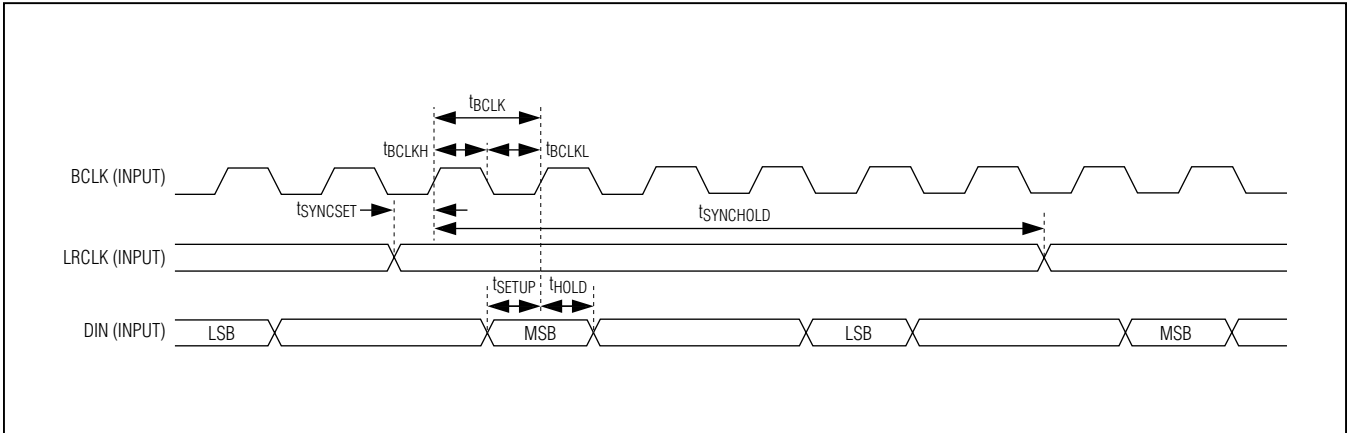 tBCLK
tBCLKH
tBCLKL
BCLK (INPUT)
tSYNCSET
tSYNCHOLD
LRCLK (INPUT)
tSETUP
tHOLD
DIN (INPUT)
LSB
MSB
LSB
MSB